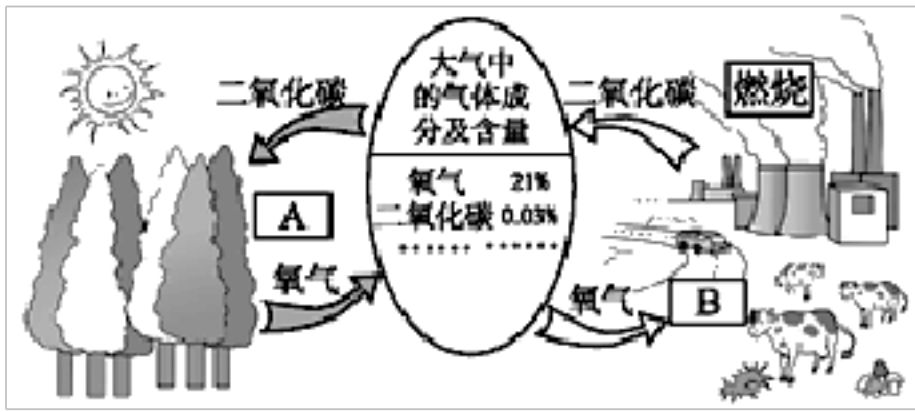 二氧化碳
大气中
的气体成
分及含量
二氧化碳
燃烧
氧气 21%
二氧化碳 0.03%
······ ······
A
氧气
氧气
B